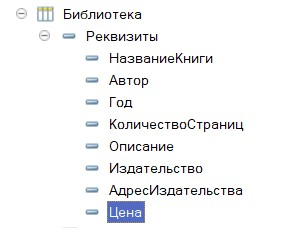 Библиотека
Реквизиты
НазваниеКниги
Автор
Год
КоличествоСтраниц
Описание
Издательство
АдресИздательства
Цена